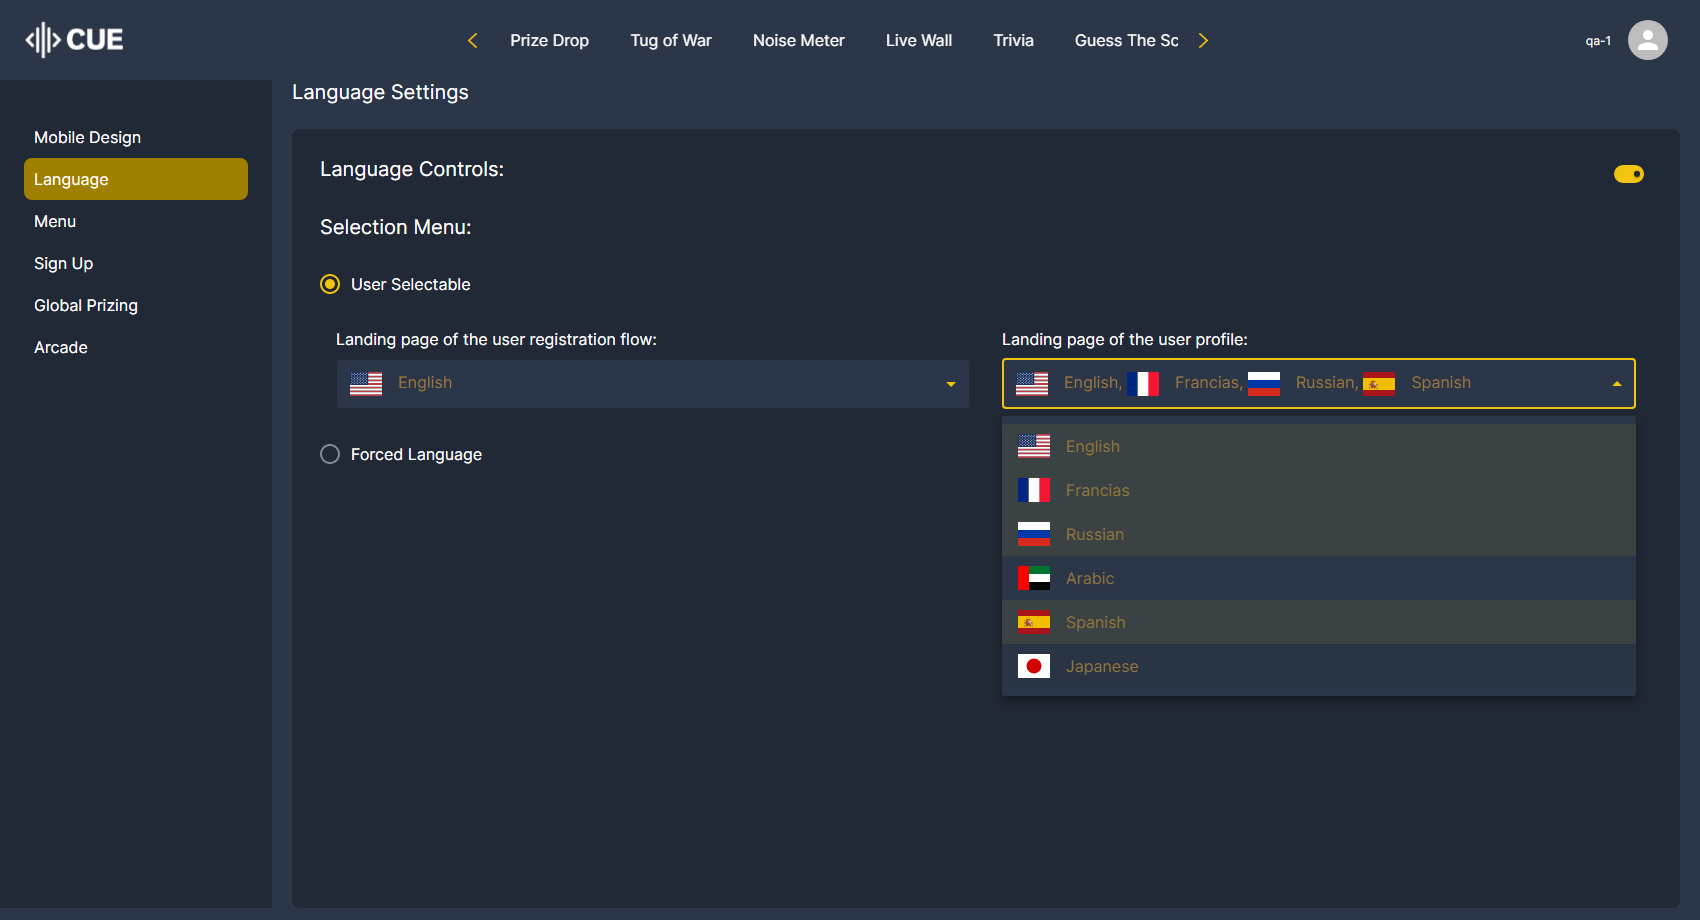 CUE
Prize Drop Tug of War Noise Meter Live Wall Trivia Guess The Sc
qa-1
Mobile Design
Language
Menu
Sign Up
Global Prizing
Arcade
Language Settings
Language Controls:
Selection Menu:
User Selectable
Landing page of the user registration flow:
English
Landing page of the user profile:
English, Francias, Russian, Spanish
English
Francias
Russian
Arabic
Spanish
Japanese
Forced Language